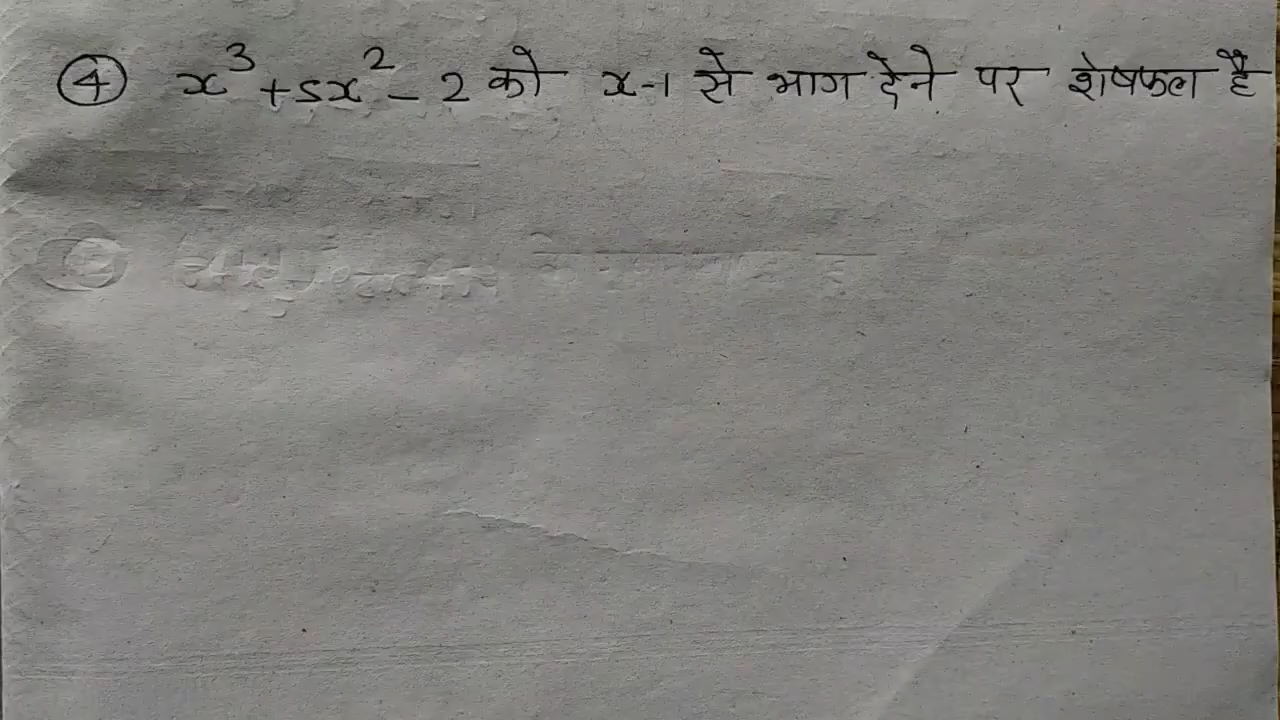 ④ x³+5x²-2 को x-1 से भाग देने पर शेषफल है